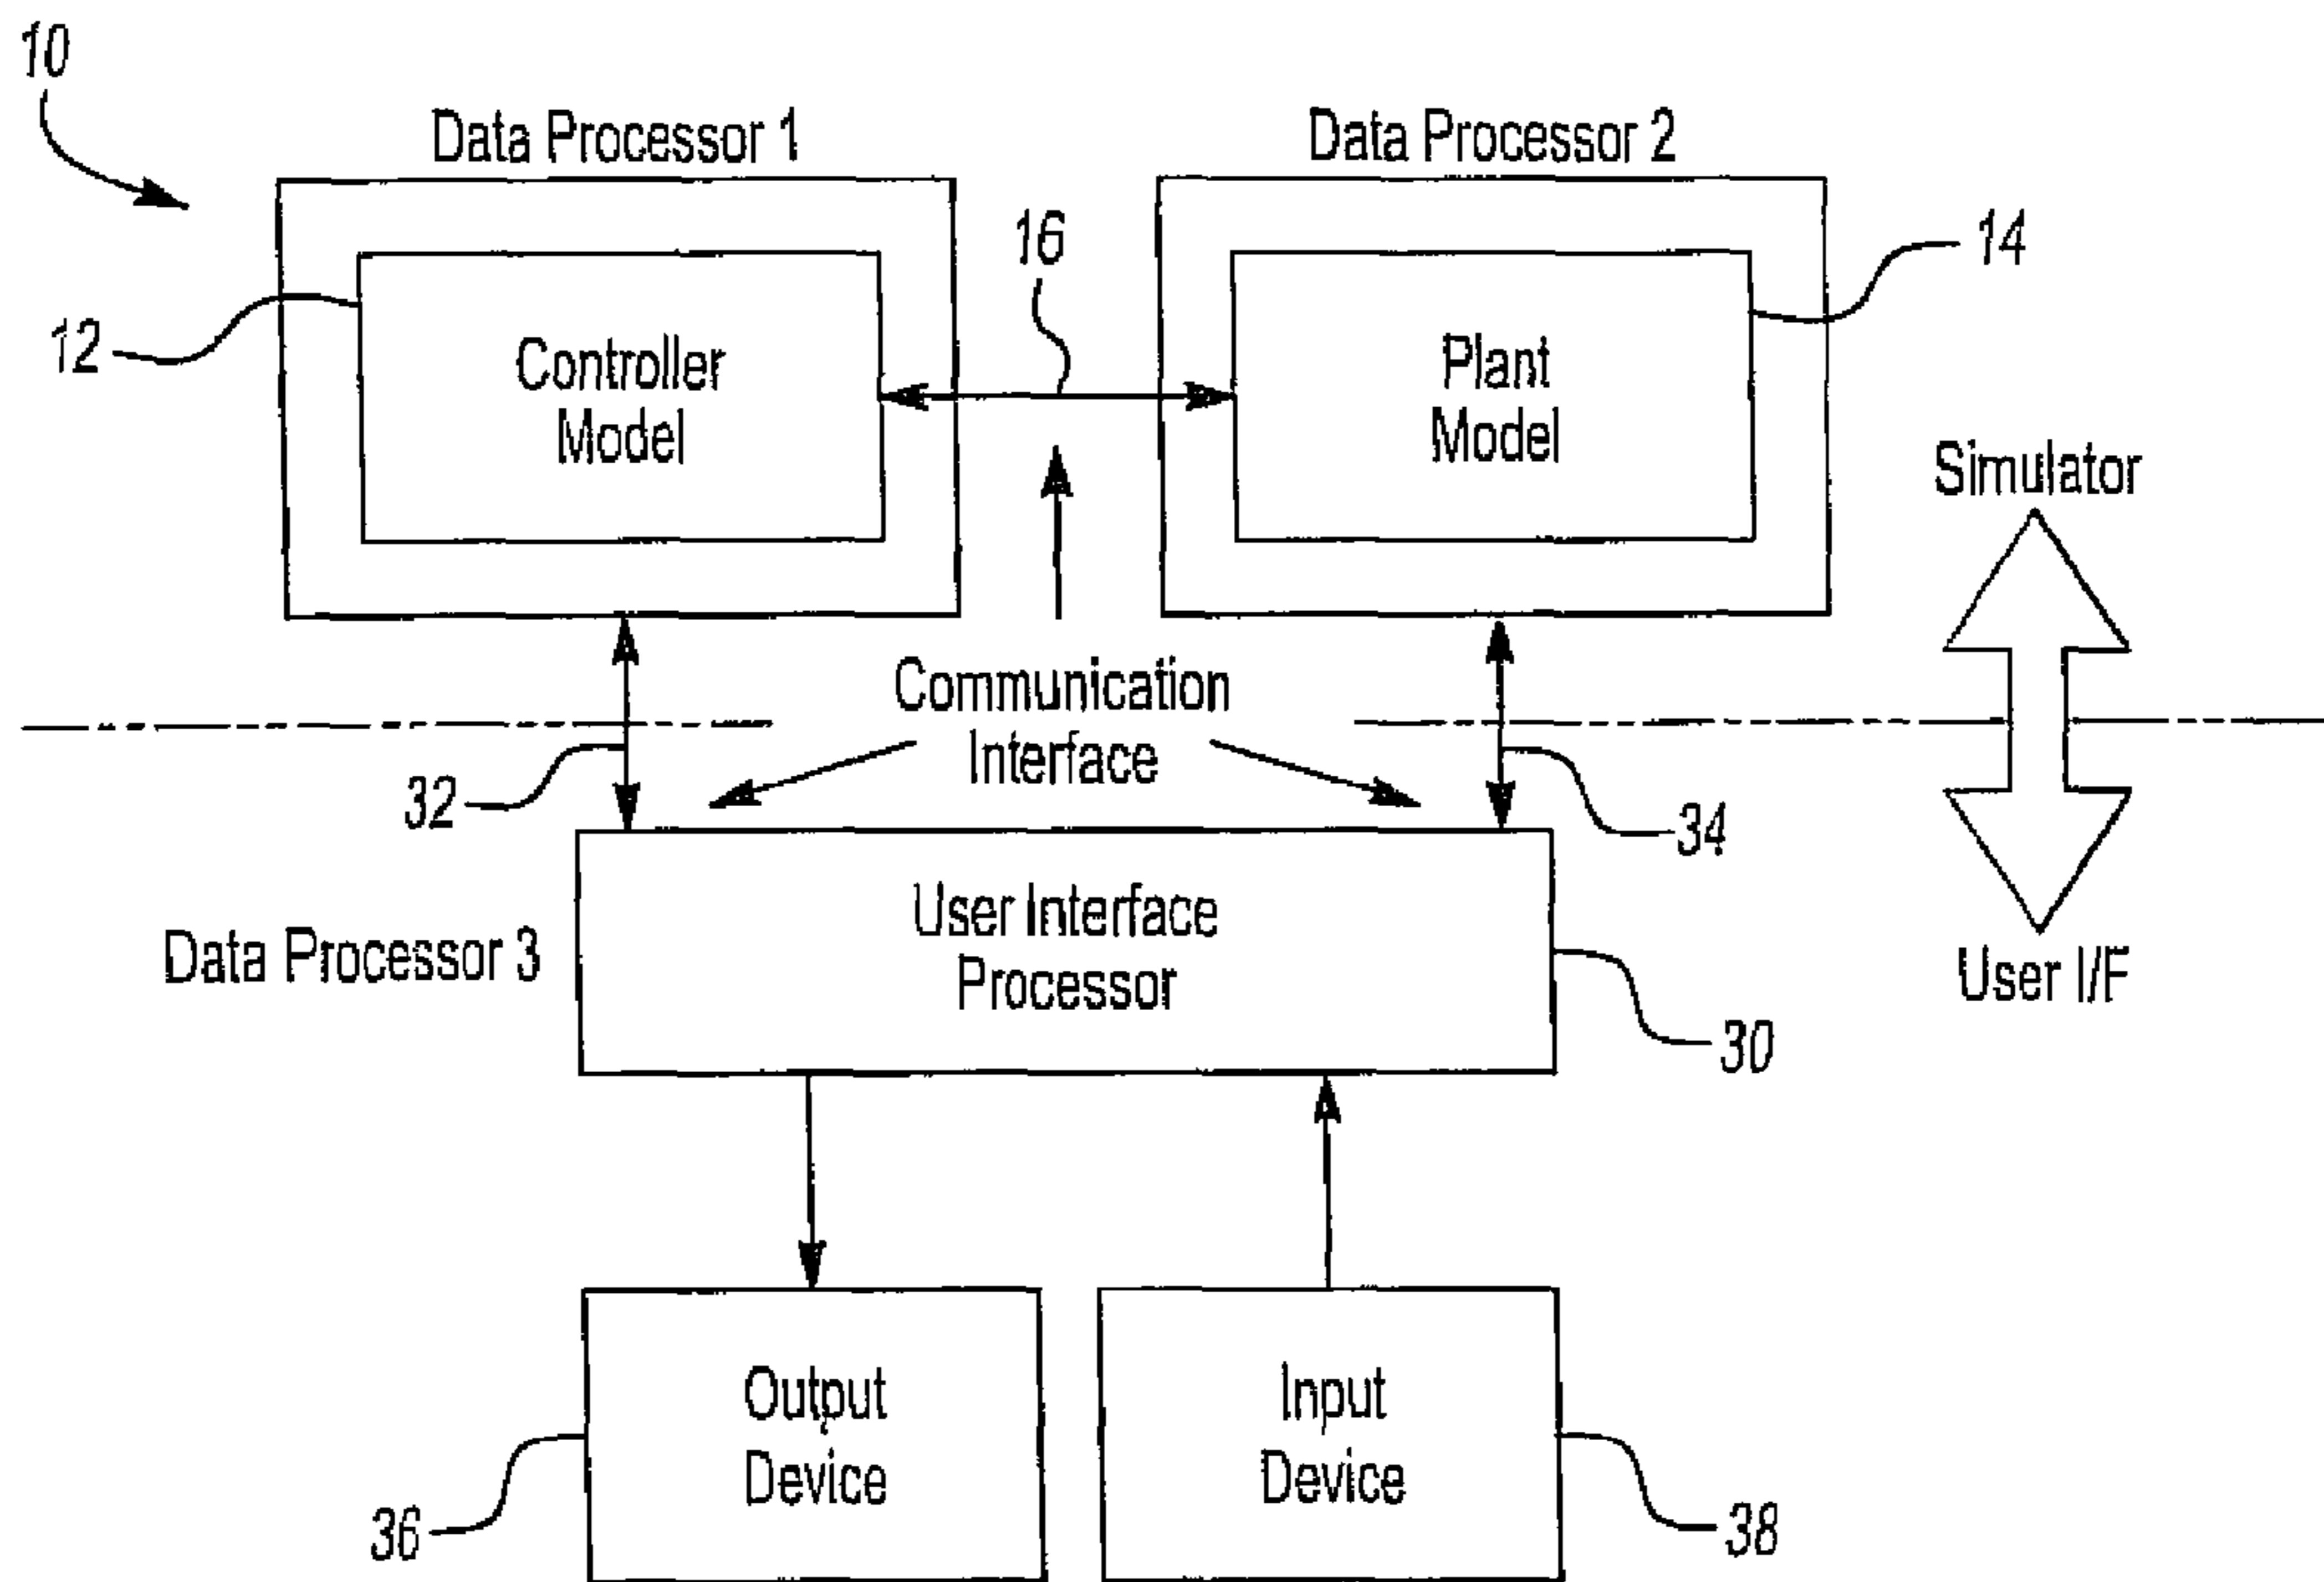 10
Data Processor 1
Data Processor 2
16
14
12
Controller
Model
Plant
Model
Simulator
Communication
Interface
32
34
User Interface
Processor
Data Processor 3
User I/F
30
Output
Device
Input
Device
36
38